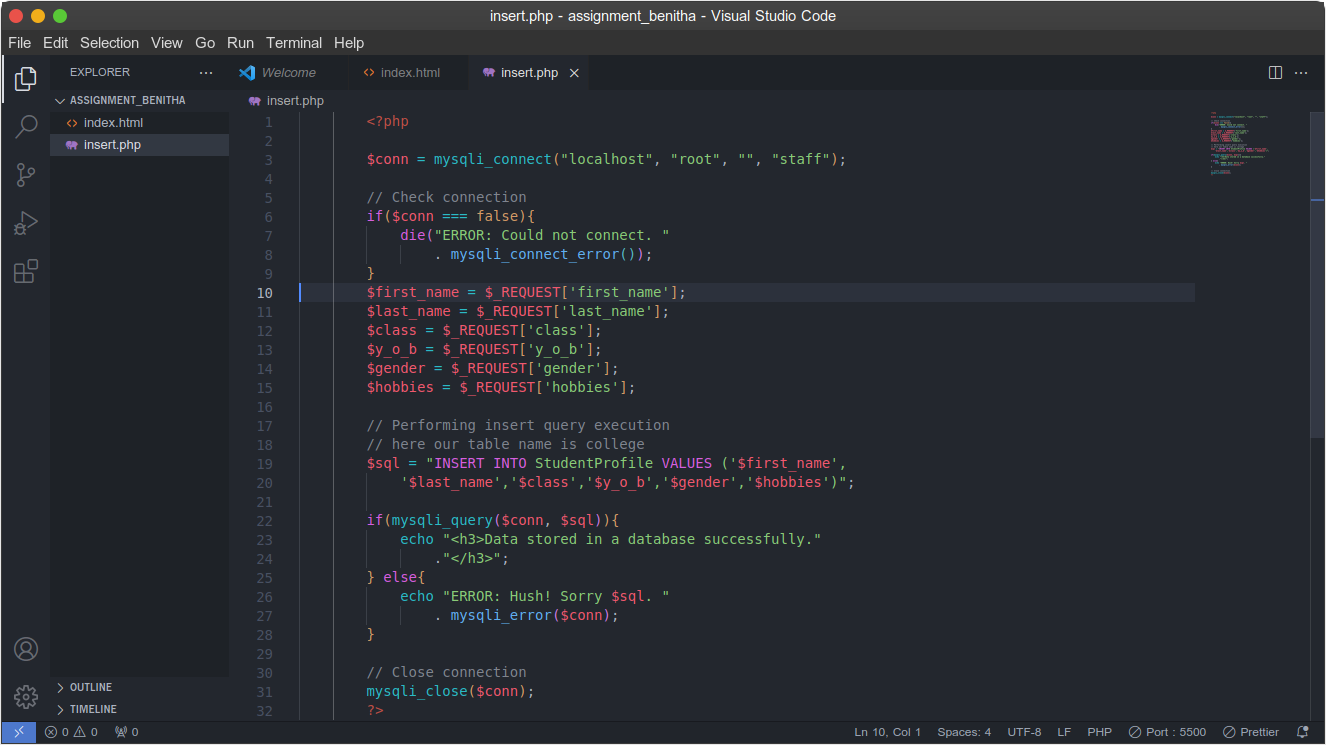 insert.php - assignment_benitha - Visual Studio Code
File Edit Selection View Go Run Terminal Help
EXPLORER ··· Welcome <> index.html insert.php × ···
ASSIGNMENT_BENITHA
<> index.html
insert.php
OUTLINE
TIMELINE
insert.php
1 <?php
2
3 $conn = mysqli_connect("localhost", "root", "", "staff");
4
5 // Check connection
6 if($conn === false){
7 die("ERROR: Could not connect. "
8 . mysqli_connect_error());
9 }
10 $first_name = $_REQUEST['first_name'];
11 $last_name = $_REQUEST['last_name'];
12 $class = $_REQUEST['class'];
13 $y_o_b = $_REQUEST['y_o_b'];
14 $gender = $_REQUEST['gender'];
15 $hobbies = $_REQUEST['hobbies'];
16
17 // Performing insert query execution
18 // here our table name is college
19 $sql = "INSERT INTO StudentProfile VALUES ('$first_name',
20 '$last_name','$class','$y_o_b','$gender','$hobbies')";
21
22 if(mysqli_query($conn, $sql)){
23 echo "<h3>Data stored in a database successfully."
24 ."</h3>";
25 } else{
26 echo "ERROR: Hush! Sorry $sql. "
27 . mysqli_error($conn);
28 }
29
30 // Close connection
31 mysqli_close($conn);
32 ?>
0 0 0 Ln 10, Col 1 Spaces: 4 UTF-8 LF PHP Port : 5500 Prettier